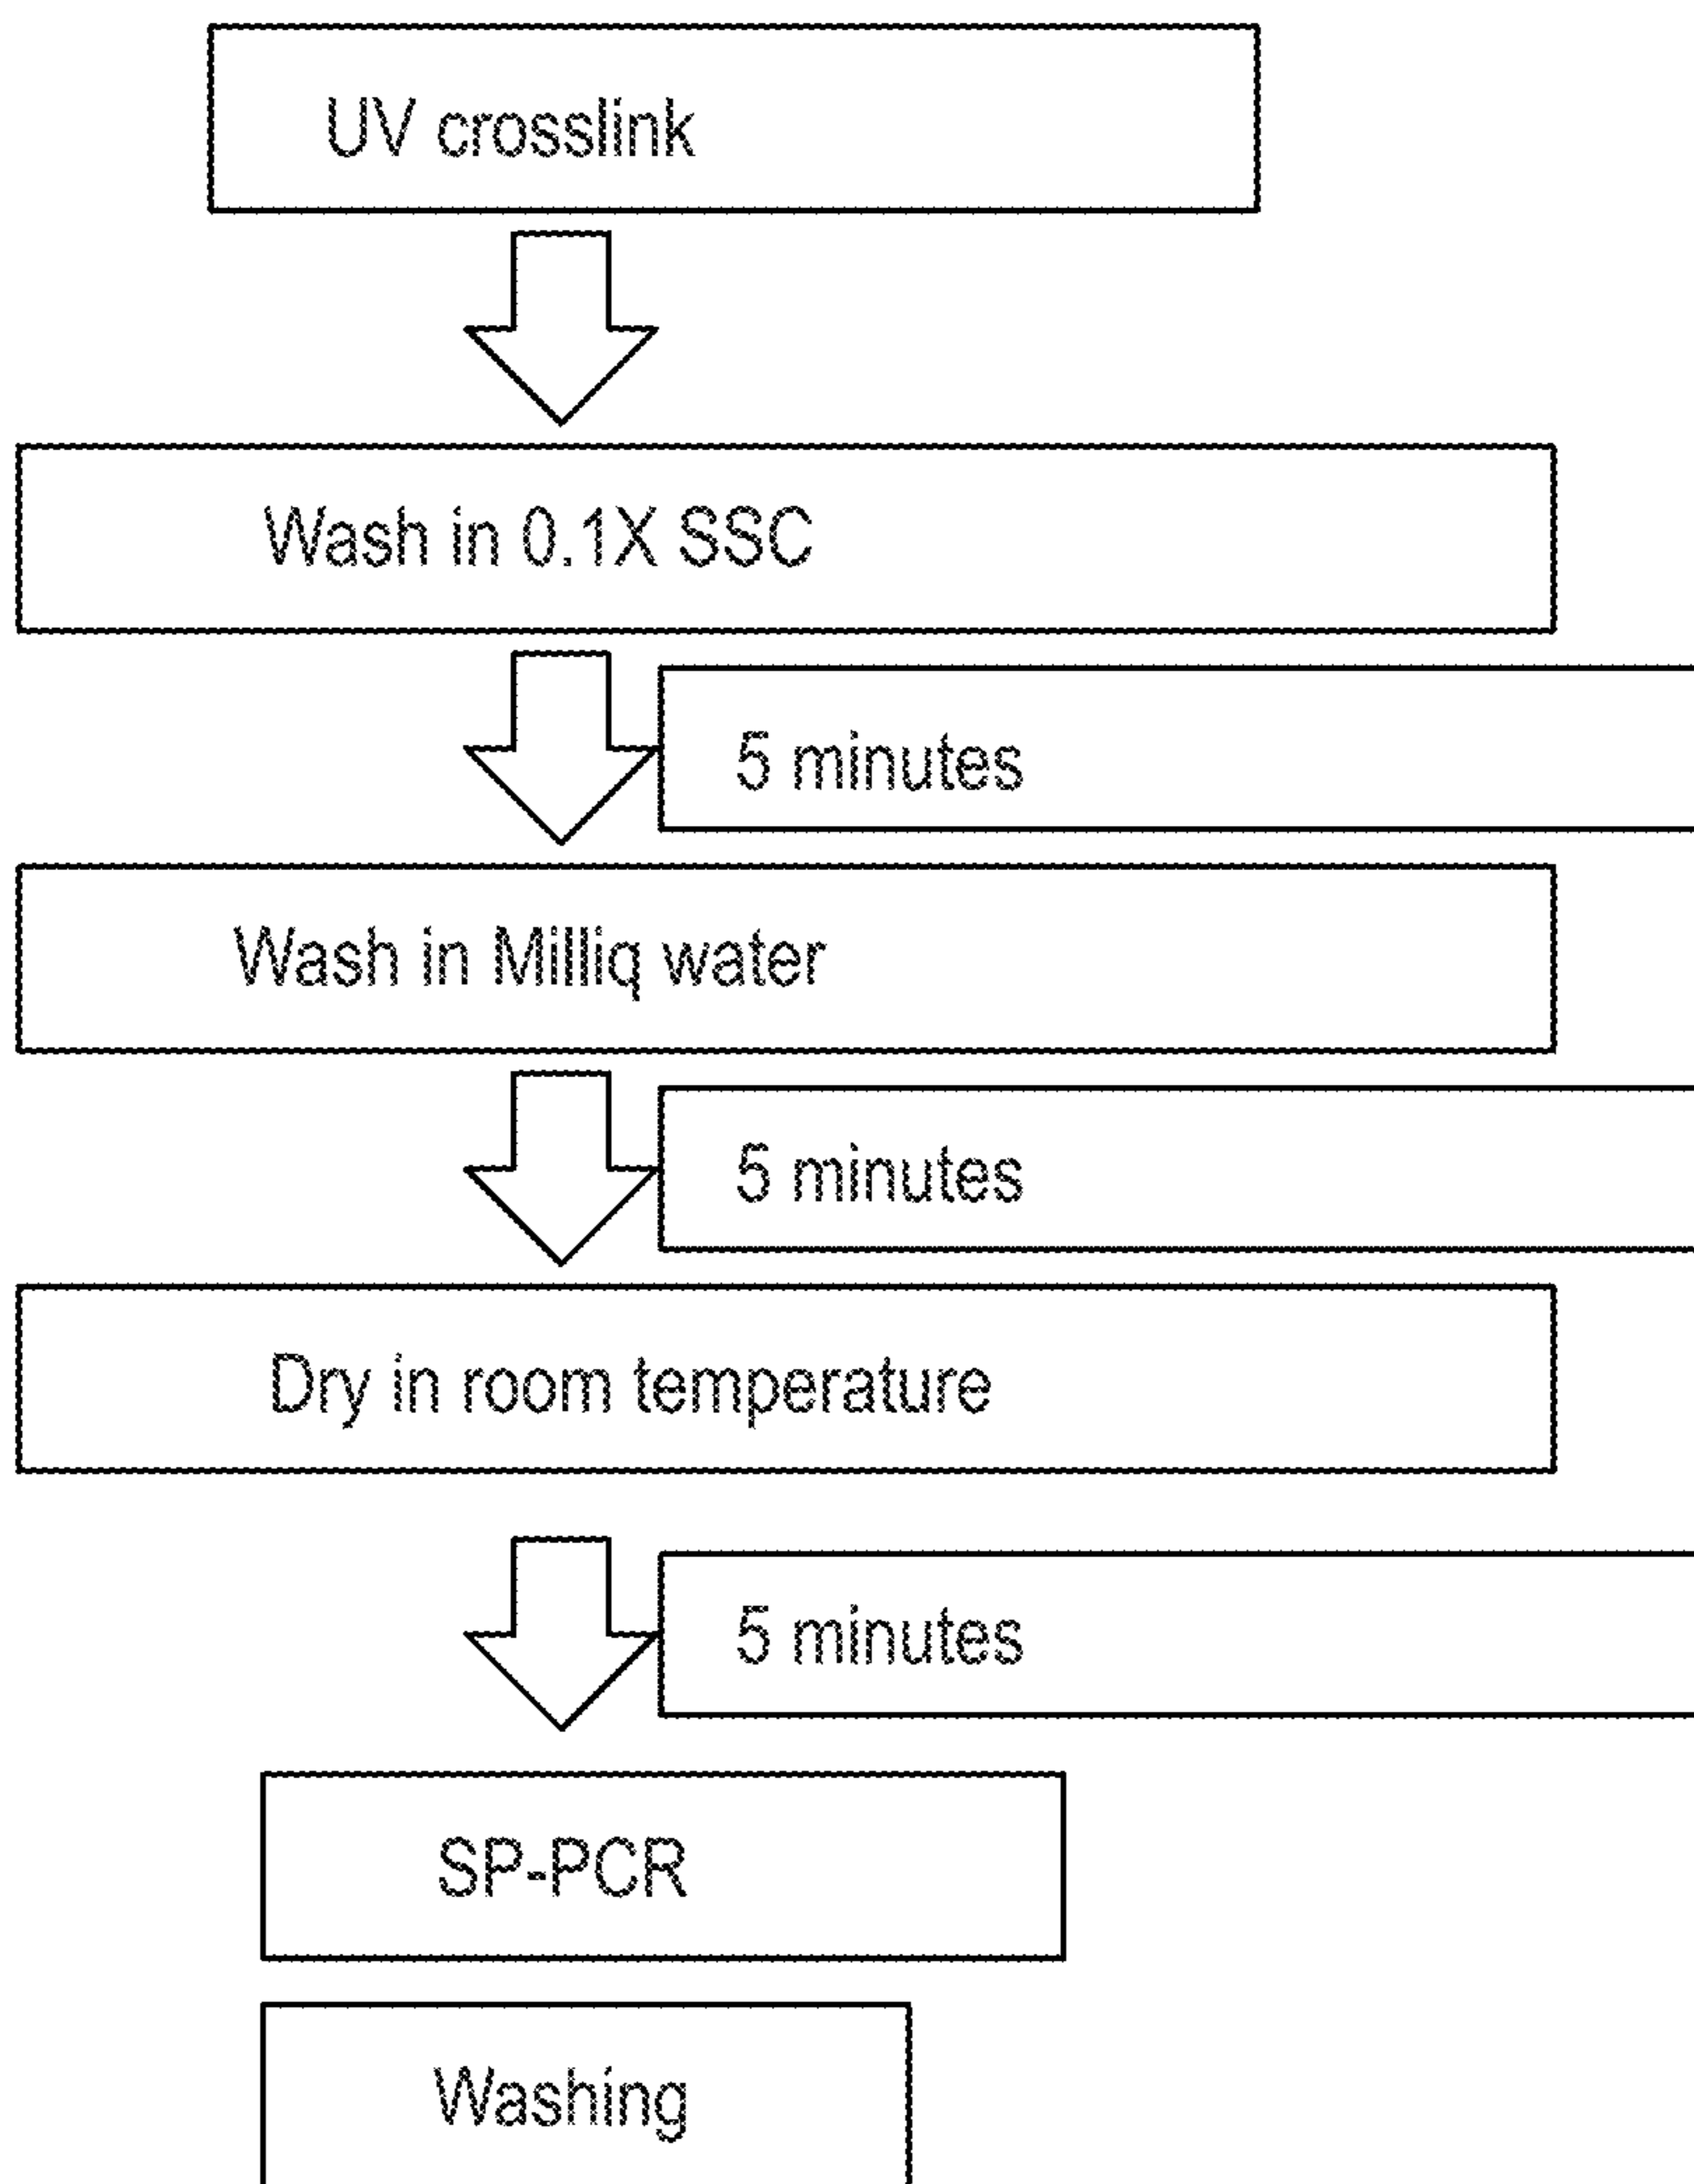 UV crosslink
Wash in 0.1X SSC
5 minutes
Wash in Milliq water
5 minutes
Dry in room temperature
5 minutes
SP-PCR
Washing